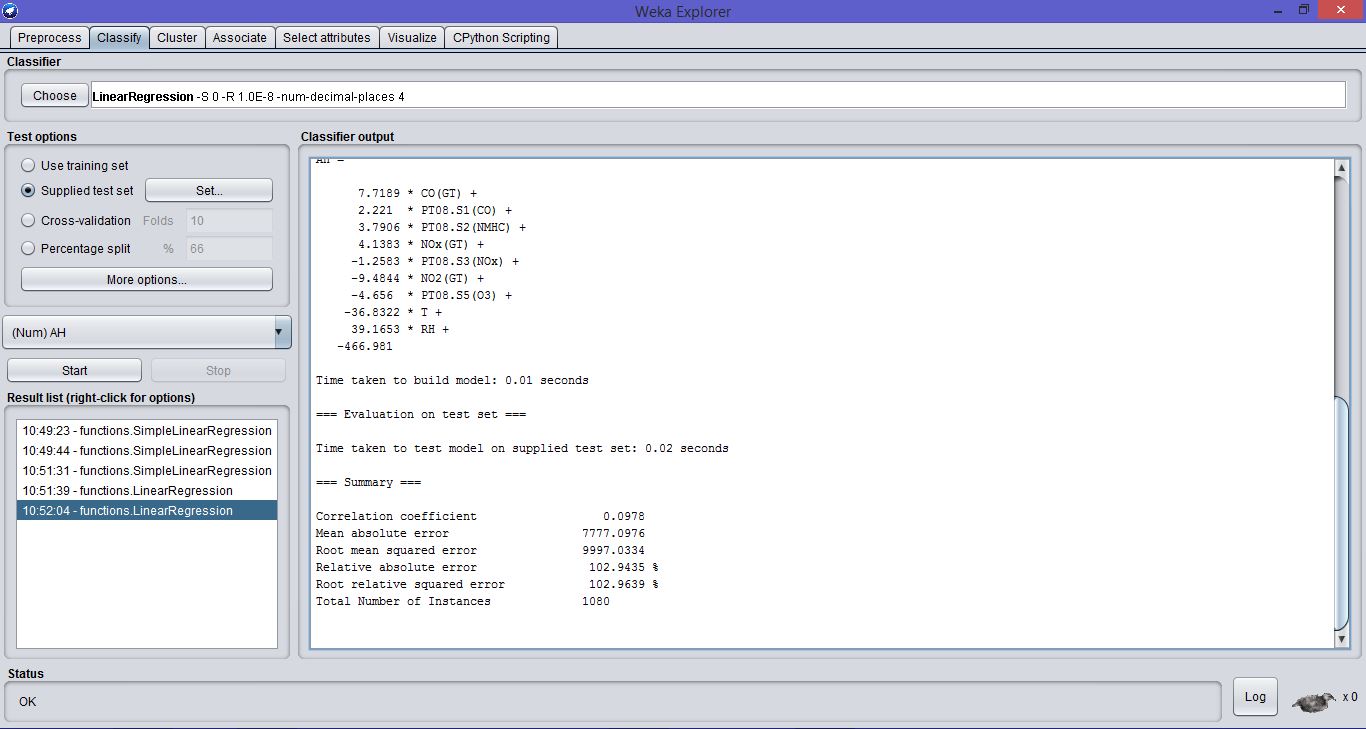 Weka Explorer
Preprocess Classify Cluster Associate Select attributes Visualize CPython Scripting
Classifier
Choose LinearRegression -S 0 -R 1.0E-8 -num-decimal-places 4
Test options
Use training set
Supplied test set Set...
Cross-validation Folds 10
Percentage split % 66
More options...
(Num) AH
Start Stop
Result list (right-click for options)
10:49:23 - functions.SimpleLinearRegression
10:49:44 - functions.SimpleLinearRegression
10:51:31 - functions.SimpleLinearRegression
10:51:39 - functions.LinearRegression
10:52:04 - functions.LinearRegression
Classifier output
AH =
7.7189 * CO(GT) +
2.221 * PT08.S1(CO) +
3.7906 * PT08.S2(NMHC) +
4.1383 * NOx(GT) +
-1.2583 * PT08.S3(NOx) +
-9.4844 * NO2(GT) +
-4.656 * PT08.S5(O3) +
-36.8322 * T +
39.1653 * RH +
-466.981
Time taken to build model: 0.01 seconds
=== Evaluation on test set ===
Time taken to test model on supplied test set: 0.02 seconds
=== Summary ===
Correlation coefficient 0.0978
Mean absolute error 7777.0976
Root mean squared error 9997.0334
Relative absolute error 102.9435 %
Root relative squared error 102.9639 %
Total Number of Instances 1080
Status
OK
Log
x 0